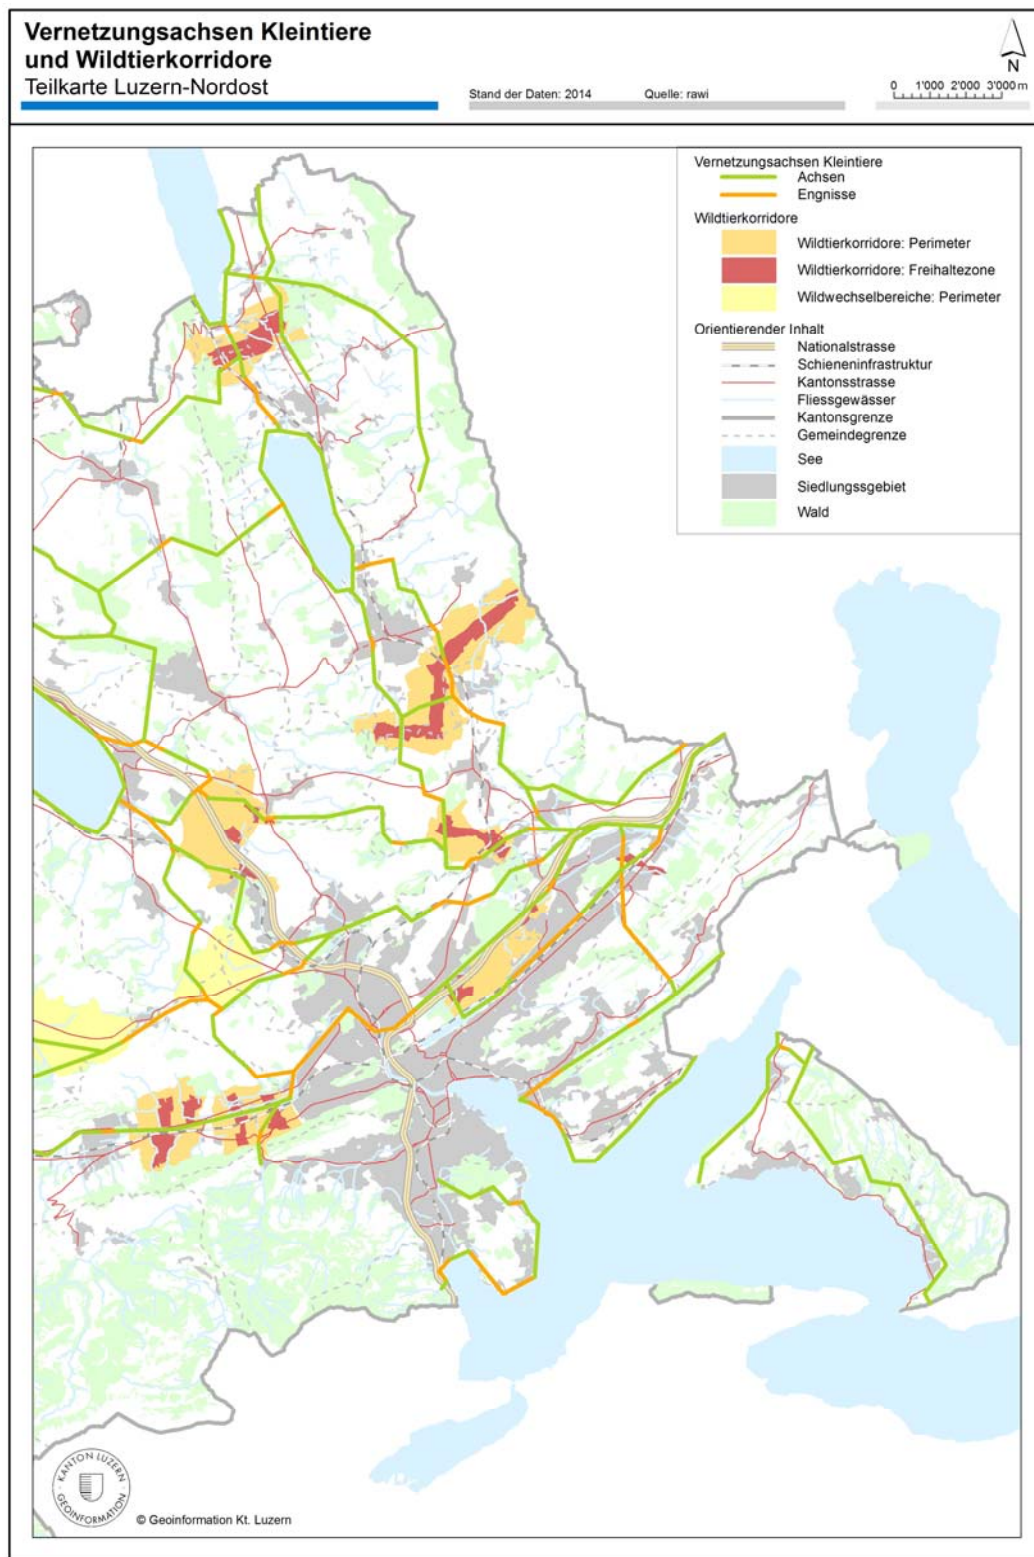 Vernetzungsachsen Kleintiere
und Wildtierkorridore
Teilkarte Luzern-Nordost
Stand der Daten: 2014 Quelle: rawi
N
0 1'000 2'000 3'000 m
Vernetzungsachsen Kleintiere
Achsen
Engnisse
Wildtierkorridore
Wildtierkorridore: Perimeter
Wildtierkorridore: Freihaltezone
Wildwechselbereiche: Perimeter
Orientierender Inhalt
Nationalstrasse
Schieneninfrastruktur
Kantonsstrasse
Fliessgewässer
Kantonsgrenze
Gemeindegrenze
See
Siedlungssgebiet
Wald
KANTON LUZERN
GEOINFORMATION
© Geoinformation Kt. Luzern